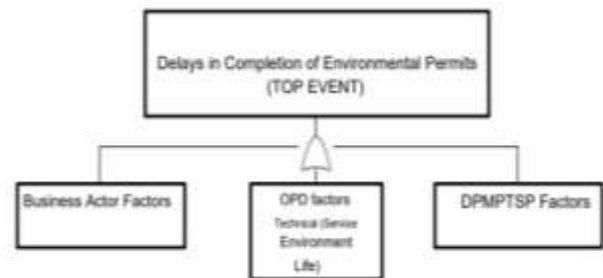 Delays in Completion of Environmental Permits
(TOP EVENT)
Business Actor Factors
OPD factors
Technical (Service
Environment
Life)
DPMPTSP Factors